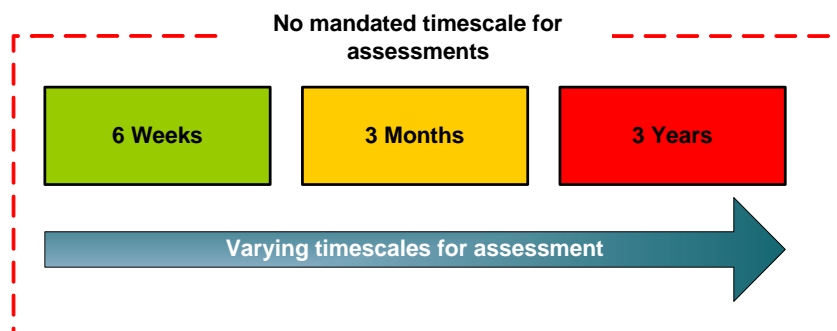 No mandated timescale for
assessments
6 Weeks
3 Months
3 Years
Varying timescales for assessment